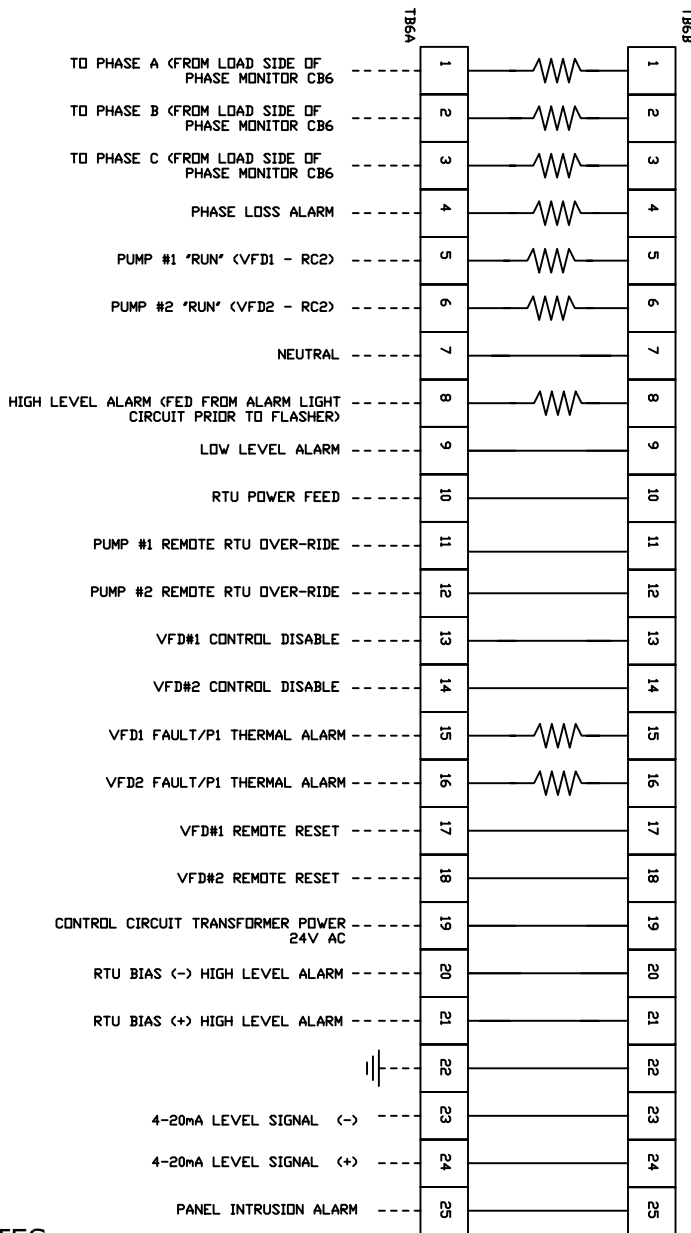 TB6A TB6B
TO PHASE A (FROM LOAD SIDE OF
PHASE MONITOR CB6
1 1
TO PHASE B (FROM LOAD SIDE OF
PHASE MONITOR CB6
2 2
TO PHASE C (FROM LOAD SIDE OF
PHASE MONITOR CB6
3 3
PHASE LOSS ALARM 4 4
PUMP #1 "RUN" (VFD1 - RC2) 5 5
PUMP #2 "RUN" (VFD2 - RC2) 6 6
NEUTRAL 7 7
HIGH LEVEL ALARM (FED FROM ALARM LIGHT
CIRCUIT PRIOR TO FLASHER)
8 8
LOW LEVEL ALARM 9 9
RTU POWER FEED 10 10
PUMP #1 REMOTE RTU OVER-RIDE 11 11
PUMP #2 REMOTE RTU OVER-RIDE 12 12
VFD#1 CONTROL DISABLE 13 13
VFD#2 CONTROL DISABLE 14 14
VFD1 FAULT/P1 THERMAL ALARM 15 15
VFD2 FAULT/P1 THERMAL ALARM 16 16
VFD#1 REMOTE RESET 17 17
VFD#2 REMOTE RESET 18 18
CONTROL CIRCUIT TRANSFORMER POWER
24V AC
19 19
RTU BIAS (-) HIGH LEVEL ALARM 20 20
RTU BIAS (+) HIGH LEVEL ALARM 21 21
22 22
4-20mA LEVEL SIGNAL (-) 23 23
4-20mA LEVEL SIGNAL (+) 24 24
PANEL INTRUSION ALARM 25 25